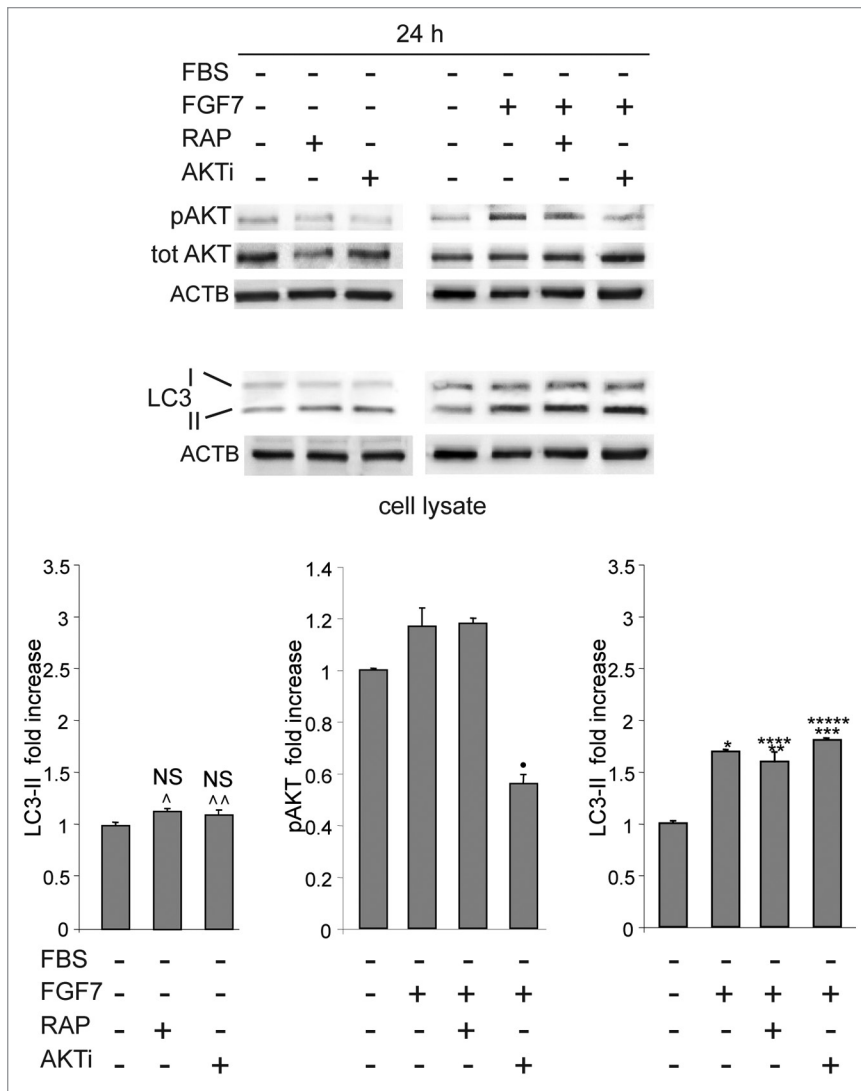 24 h
FBS - - - - - - -
FGF7 - - - - + + +
RAP - + - - - + -
AKTi - - + - - - +
pAKT
tot AKT
ACTB
I
LC3
II
ACTB
cell lysate
LC3-II fold increase
3.5
3
2.5
2
1.5
1
0.5
0
NS
^
NS
^^
pAKT fold increase
1.4
1.2
1
0.8
0.6
0.4
0.2
0
•
LC3-II fold increase
3.5
3
2.5
2
1.5
1
0.5
0
*
****
**
*****
***
FBS - - - - - - - - - - -
FGF7 - - - - + + + - + + +
RAP - + - - - + - - - + -
AKTi - - + - - - + - - - +